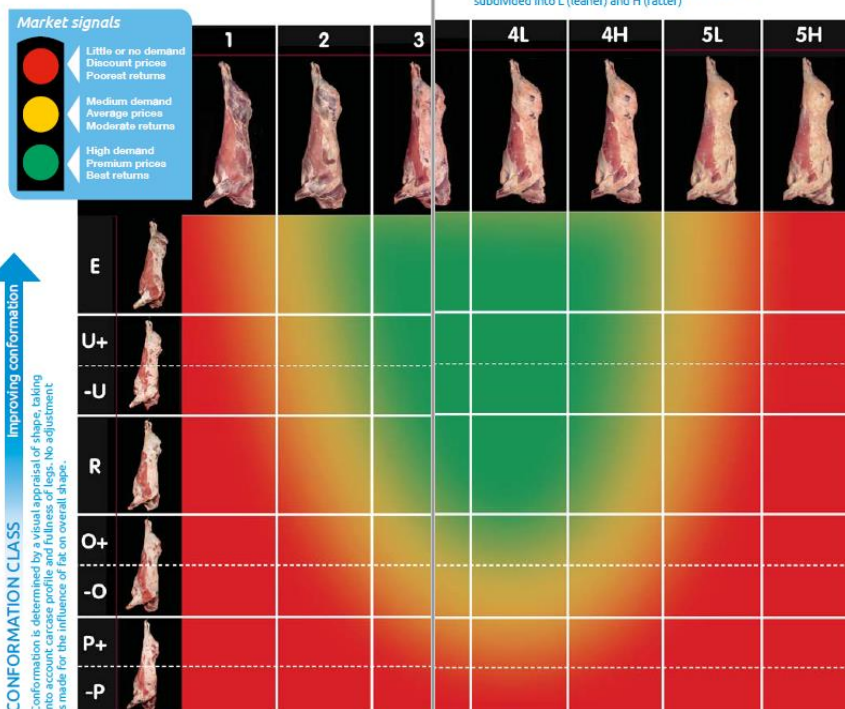 subdivided into L (leaner) and H (fatter)
Market signals
Little or no demand
Discount prices
Poorest returns
Medium demand
Average prices
Moderate returns
High demand
Premium prices
Best returns
1 2 3 4L 4H 5L 5H
E
U+
-U
R
O+
-O
P+
-P
Improving conformation
CONFORMATION CLASS
Conformation is determined by a visual appraisal of shape, taking
into account carcase profile and fullness of legs. No adjustment
is made for the influence of fat on overall shape.